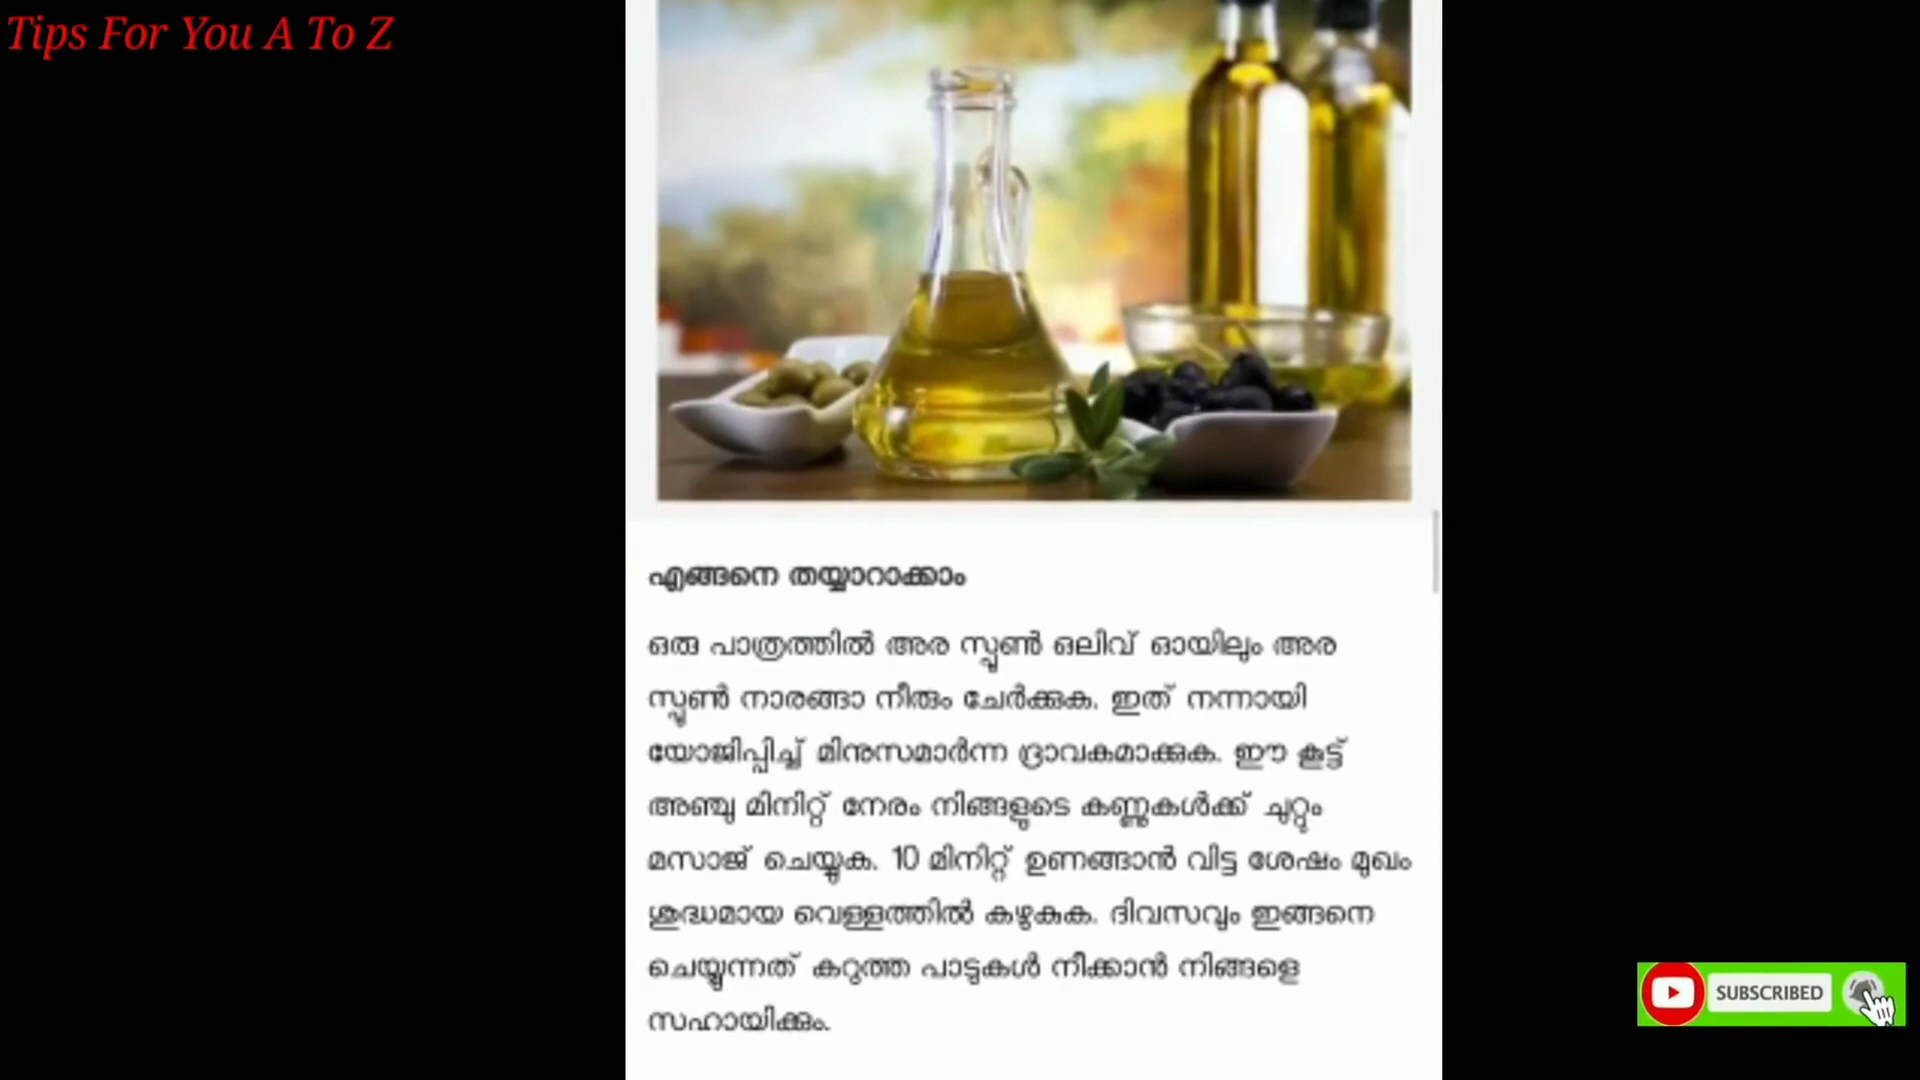 Tips For You A To Z
എങ്ങനെ തയ്യാറാക്കാം
ഒരു പാത്രത്തിൽ അര സ്പൂൺ ഒലിവ് ഓയിലും അര
സ്പൂൺ നാരങ്ങാ നീരും ചേർക്കുക. ഇത് നന്നായി
യോജിപ്പിച്ച് മിനുസമാർന്ന ദ്രാവകമാക്കുക. ഈ കൂട്ട്
അഞ്ചു മിനിറ്റ് നേരം നിങ്ങളുടെ കണ്ണുകൾക്ക് ചുറ്റും
മസാജ് ചെയ്യുക. 10 മിനിറ്റ് ഉണങ്ങാൻ വിട്ട ശേഷം മുഖം
ശുദ്ധമായ വെള്ളത്തിൽ കഴുകുക. ദിവസവും ഇങ്ങനെ
ചെയ്യുന്നത് കറുത്ത പാടുകൾ നീക്കാൻ നിങ്ങളെ
സഹായിക്കും.
SUBSCRIBED